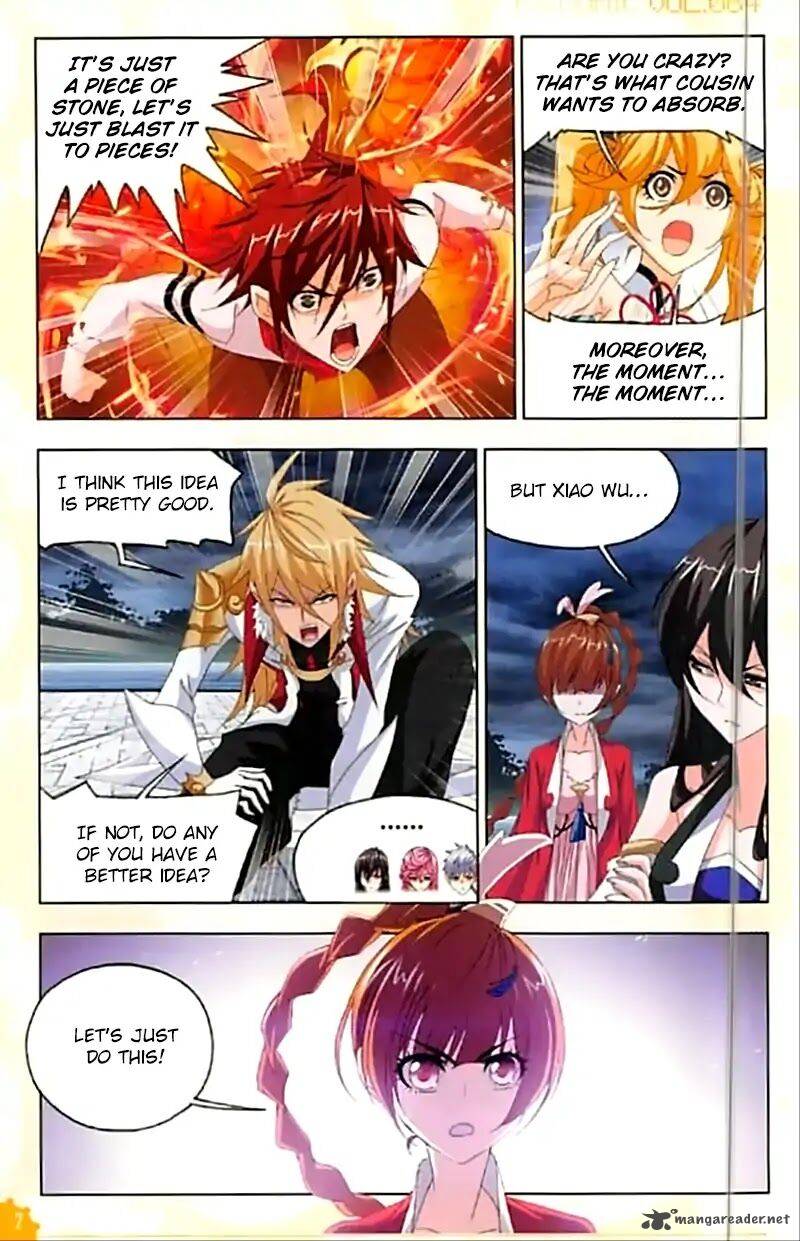 VOL.064
IT'S JUST
A PIECE OF
STONE, LET'S
JUST BLAST IT
TO PIECES!
ARE YOU CRAZY?
THAT'S WHAT COUSIN
WANTS TO ABSORB.
MOREOVER,
THE MOMENT...
THE MOMENT...
I THINK THIS IDEA
IS PRETTY GOOD.
IF NOT, DO ANY
OF YOU HAVE A
BETTER IDEA?
......
BUT XIAO WU...
LET'S JUST
DO THIS!
7
mangareader.net